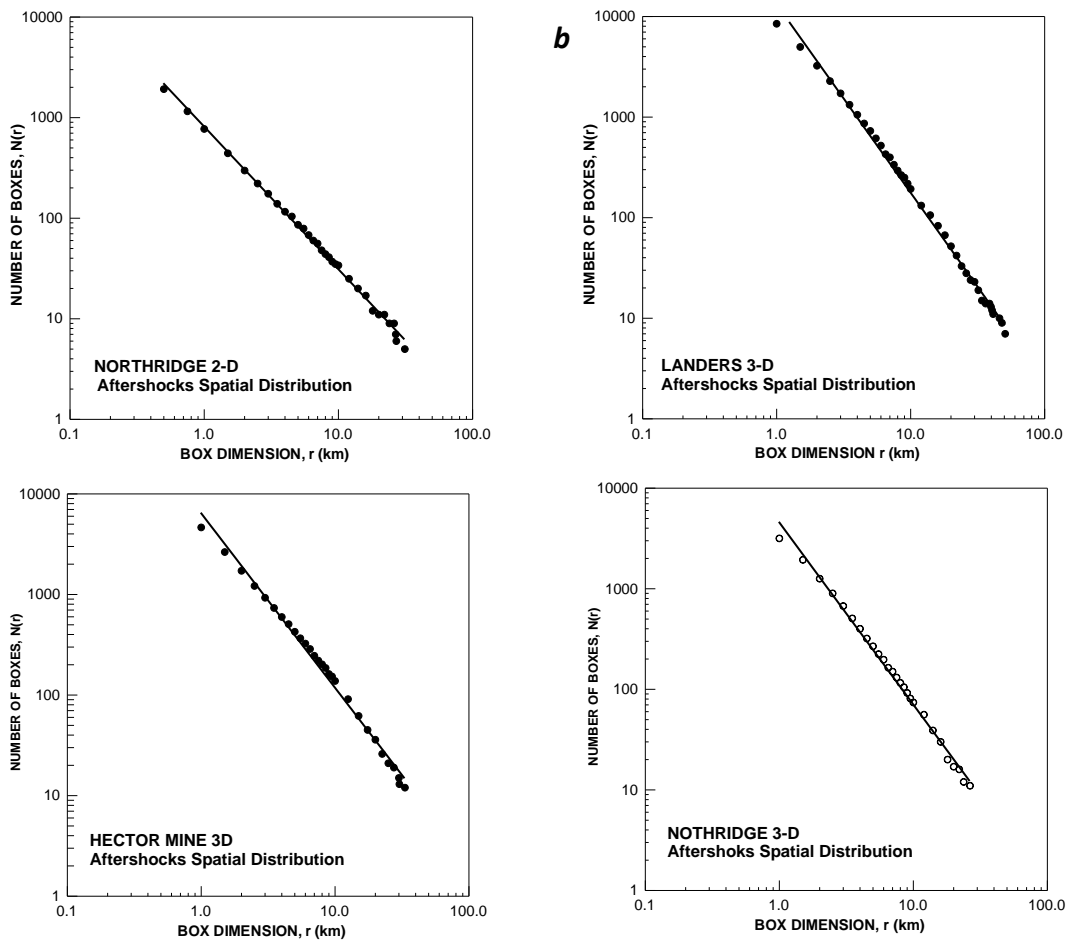 10000
1000
100
10
1
NUMBER OF BOXES, N(r)
NORTHRIDGE 2-D
Aftershocks Spatial Distribution
0.1 1.0 10.0 100.0
BOX DIMENSION, r (km)
b
10000
1000
100
10
1
NUMBER OF BOXES, N(r)
LANDERS 3-D
Aftershocks Spatial Distribution
0.1 1.0 10.0 100.0
BOX DIMENSION r (km)
10000
1000
100
10
1
NUMBER OF BOXES, N(r)
HECTOR MINE 3D
Aftershocks Spatial Distribution
0.1 1.0 10.0 100.0
BOX DIMENSION, r (km)
10000
1000
100
10
1
NUMBER OF BOXES, N(r)
NOTHRIDGE 3-D
Aftershoks Spatial Distribution
0.1 1.0 10.0 100.0
BOX DIMENSION, r (km)